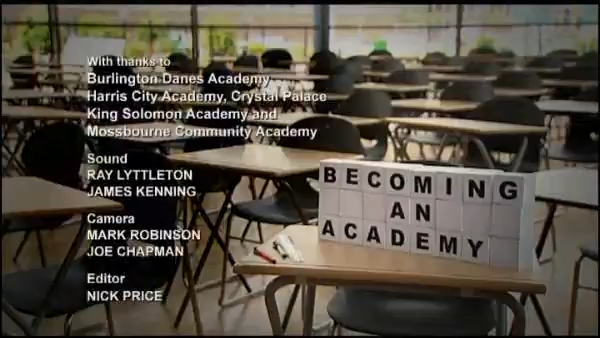 With thanks to
Burlington Danes Academy
Harris City Academy, Crystal Palace
King Solomon Academy and
Mossbourne Community Academy
Sound
RAY LYTTLETON
JAMES KENNING
Camera
MARK ROBINSON
JOE CHAPMAN
Editor
NICK PRICE
BECOMING
AN
ACADEMY